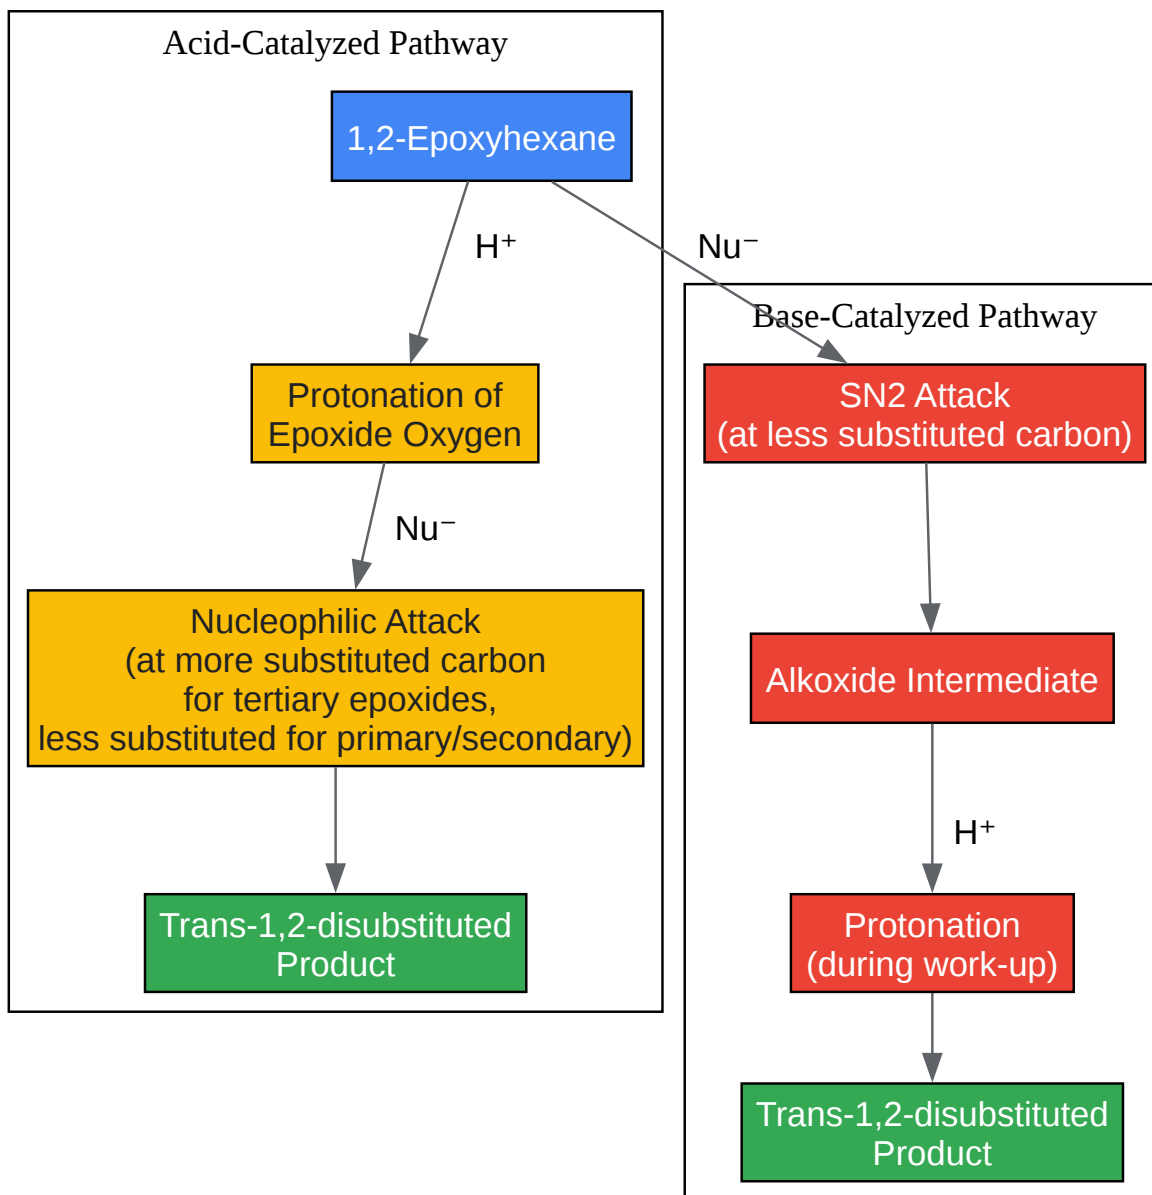 Acid-Catalyzed Pathway
1,2-Epoxyhexane
H⁺
Nu⁻
Base-Catalyzed Pathway
Protonation of
Epoxide Oxygen
SN2 Attack
(at less substituted carbon)
Nu⁻
Nucleophilic Attack
(at more substituted carbon
for tertiary epoxides,
less substituted for primary/secondary)
Alkoxide Intermediate
H⁺
Trans-1,2-disubstituted
Product
Protonation
(during work-up)
Trans-1,2-disubstituted
Product